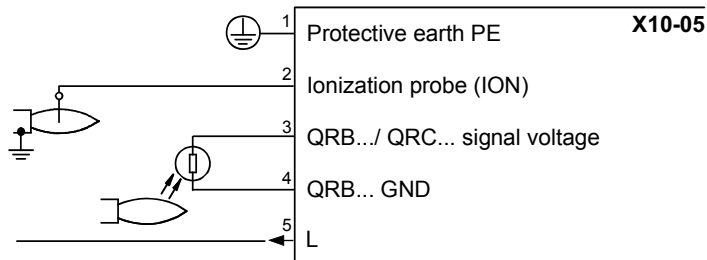 X10-05
1 Protective earth PE
2 Ionization probe (ION)
3 QRB.../ QRC... signal voltage
4 QRB... GND
5 L